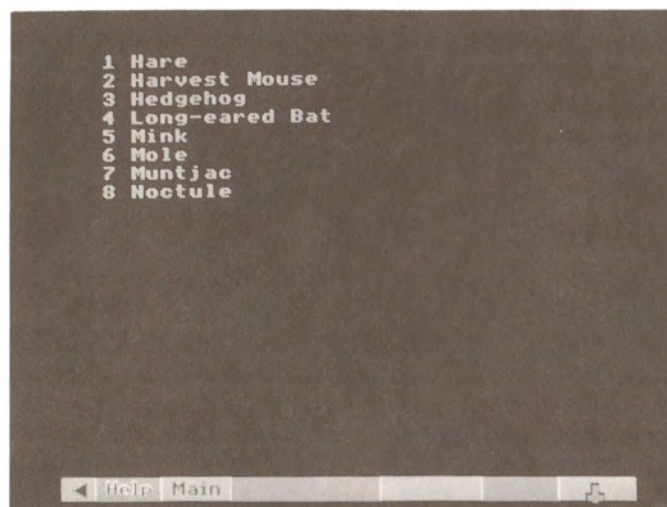 1 Hare
2 Harvest Mouse
3 Hedgehog
4 Long-eared Bat
5 Mink
6 Mole
7 Muntjac
8 Noctule
Help Main